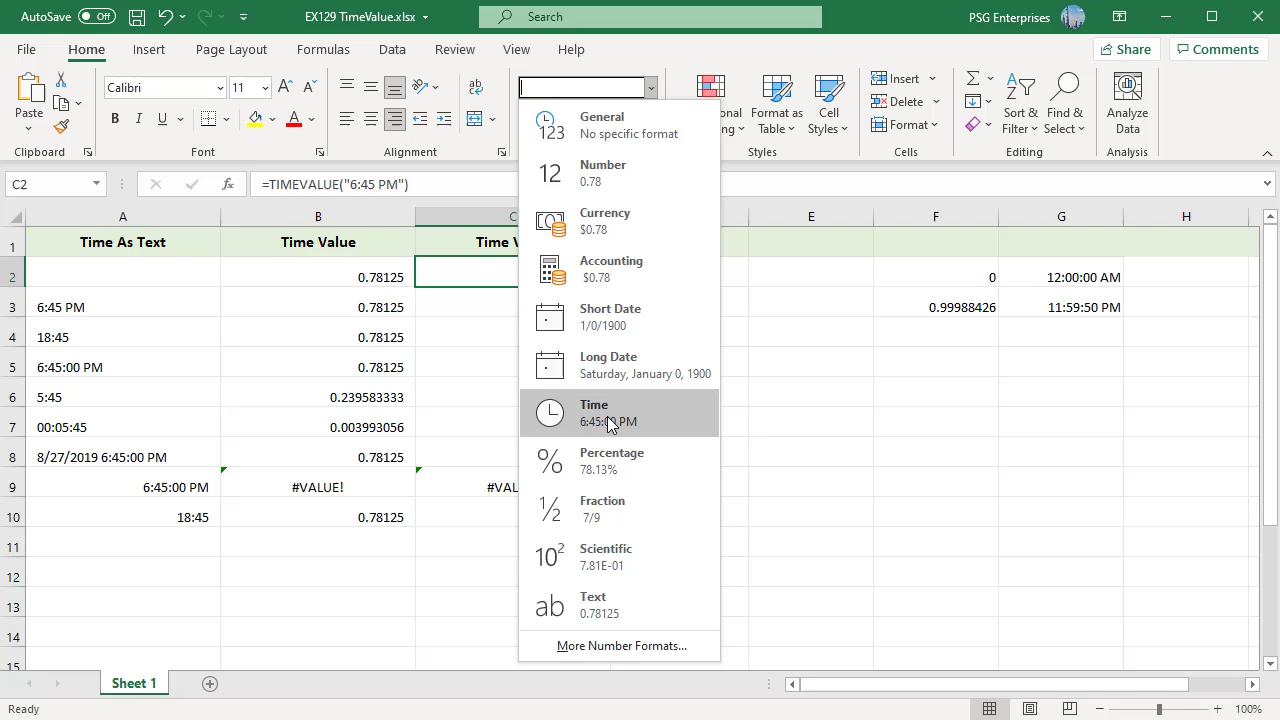 AutoSave Off EX129 TimeValue.xlsx Search PSG Enterprises
File Home Insert Page Layout Formulas Data Review View Help Share Comments
Paste
Calibri 11 A A
B I U A
Clipboard Font Alignment Styles Cells Editing Analysis
onal
ng
Format as
Table
Cell
Styles
Insert
Delete
Format
Sort &
Filter
Find &
Select
Analyze
Data
C2 fx =TIMEVALUE("6:45 PM")
General
No specific format
Number
0.78
Currency
$0.78
Accounting
$0.78
Short Date
1/0/1900
Long Date
Saturday, January 0, 1900
Time
6:45:00 PM
Percentage
78.13%
Fraction
7/9
Scientific
7.81E-01
Text
0.78125
More Number Formats...
A B C E F G H
1 Time As Text Time Value Time V
2 0.78125 0 12:00:00 AM
3 6:45 PM 0.78125 0.99988426 11:59:50 PM
4 18:45 0.78125
5 6:45:00 PM 0.78125
6 5:45 0.239583333
7 00:05:45 0.003993056
8 8/27/2019 6:45:00 PM 0.78125
9 6:45:00 PM #VALUE! #VAL
10 18:45 0.78125
11
12
13
14
15
Sheet 1
Ready 100%